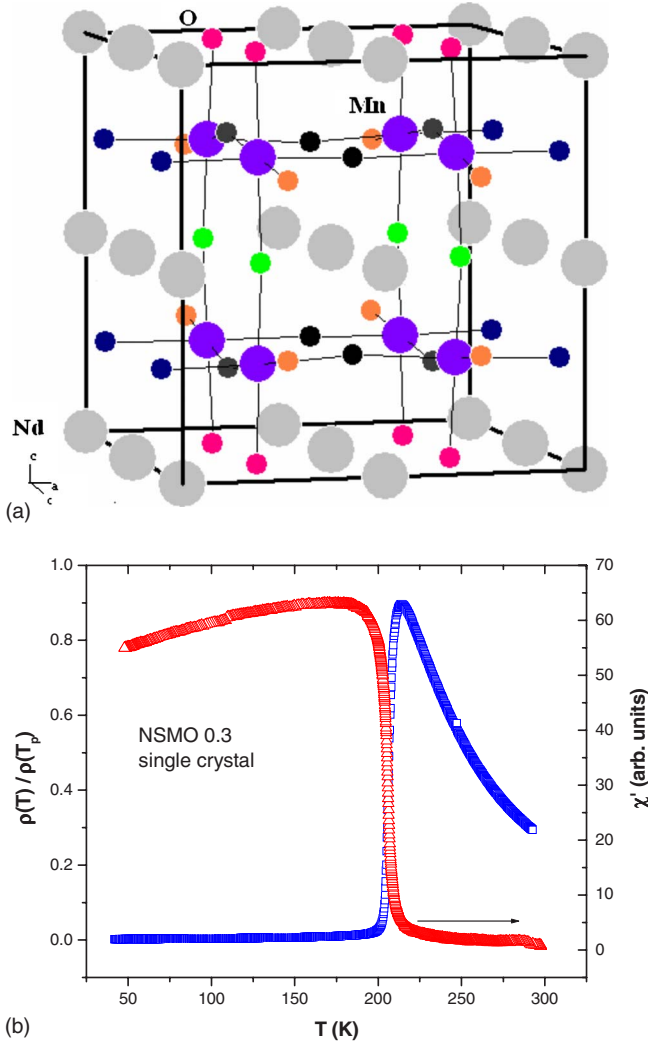 O
Mn
Nd
c
a
c
(a)
1.0
0.8
0.6
0.4
0.2
0.0
ρ(T) / ρ(Tₚ)
NSMO 0.3
single crystal
70
60
50
40
30
20
10
0
χ' (arb. units)
50 100 150 200 250 300
T (K)
(b)